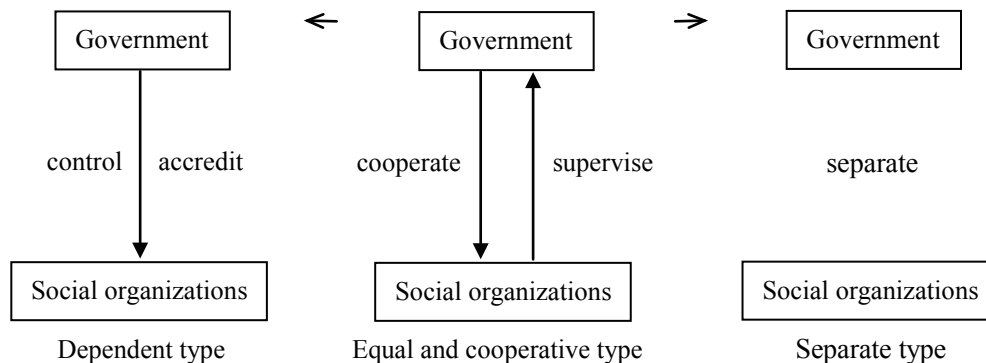 Government
Government
Government
control
accredit
cooperate
supervise
separate
Social organizations
Social organizations
Social organizations
Dependent type
Equal and cooperative type
Separate type